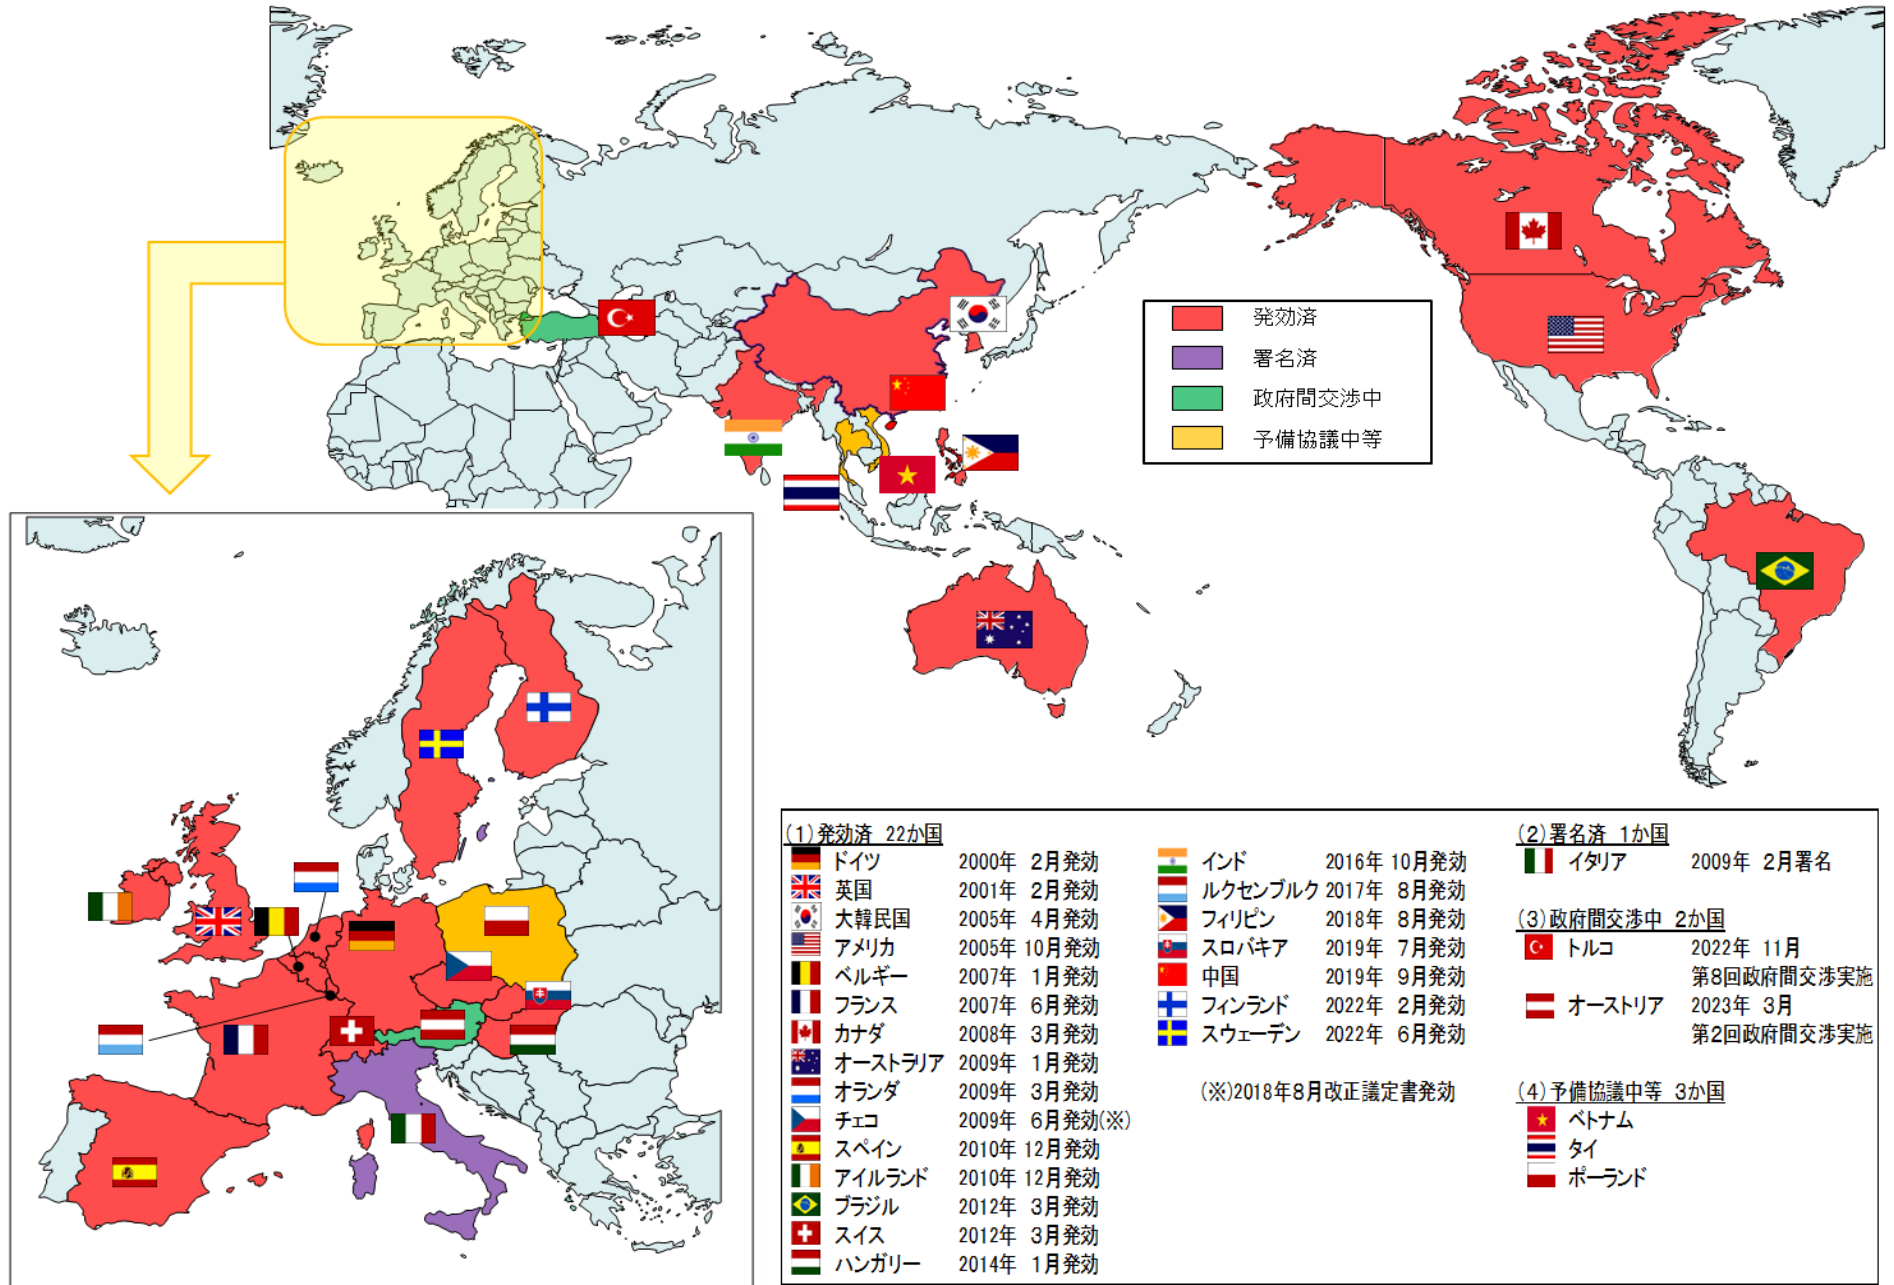 発効済
署名済
政府間交渉中
予備協議中等
(1)発効済 22か国
ドイツ 2000年 2月発効
英国 2001年 2月発効
大韓民国 2005年 4月発効
アメリカ 2005年 10月発効
ベルギー 2007年 1月発効
フランス 2007年 6月発効
カナダ 2008年 3月発効
オーストラリア 2009年 1月発効
オランダ 2009年 3月発効
チェコ 2009年 6月発効(※)
スペイン 2010年 12月発効
アイルランド 2010年 12月発効
ブラジル 2012年 3月発効
スイス 2012年 3月発効
ハンガリー 2014年 1月発効
インド 2016年 10月発効
ルクセンブルク 2017年 8月発効
フィリピン 2018年 8月発効
スロバキア 2019年 7月発効
中国 2019年 9月発効
フィンランド 2022年 2月発効
スウェーデン 2022年 6月発効
(※)2018年8月改正議定書発効
(2)署名済 1か国
イタリア 2009年 2月署名
(3)政府間交渉中 2か国
トルコ 2022年 11月
第8回政府間交渉実施
オーストリア 2023年 3月
第2回政府間交渉実施
(4)予備協議中等 3か国
ベトナム
タイ
ポーランド